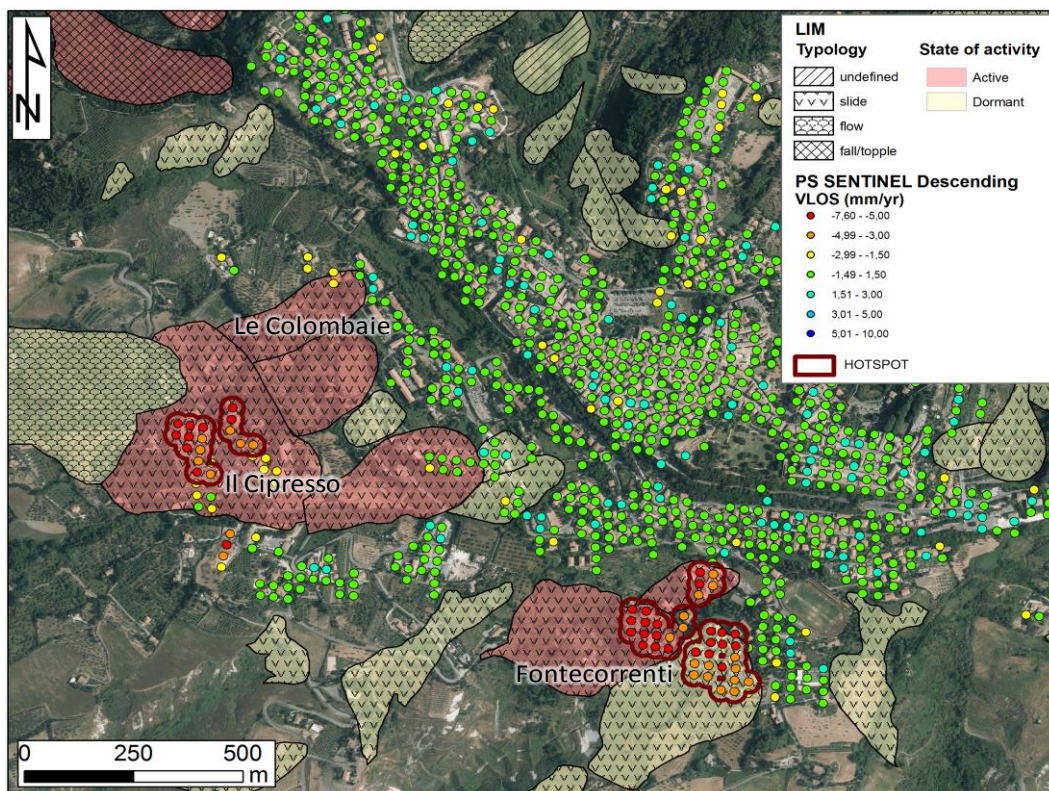 N
LIM
Typology
State of activity
undefined
Active
slide
Dormant
flow
fall/topple
PS SENTINEL Descending
VLOS (mm/yr)
-7,60 - -5,00
-4,99 - -3,00
-2,99 - -1,50
-1,49 - 1,50
1,51 - 3,00
3,01 - 5,00
5,01 - 10,00
HOTSPOT
Le Colombaie
Il Cipresso
Fontecorrenti
0 250 500
m